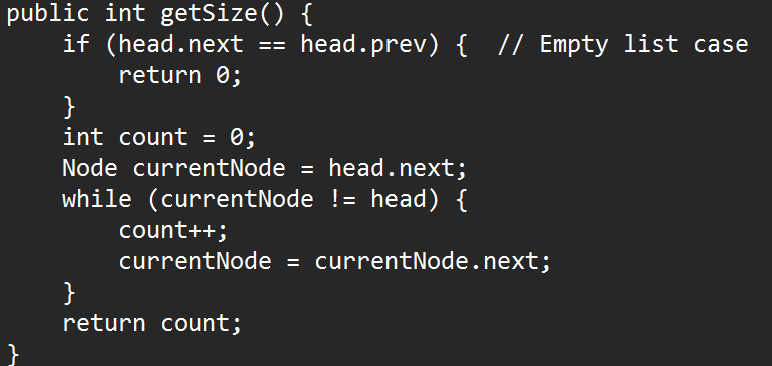 public int getSize() {
    if (head.next == head.prev) {  // Empty list case
        return 0;
    }
    int count = 0;
    Node currentNode = head.next;
    while (currentNode != head) {
        count++;
        currentNode = currentNode.next;
    }
    return count;
}